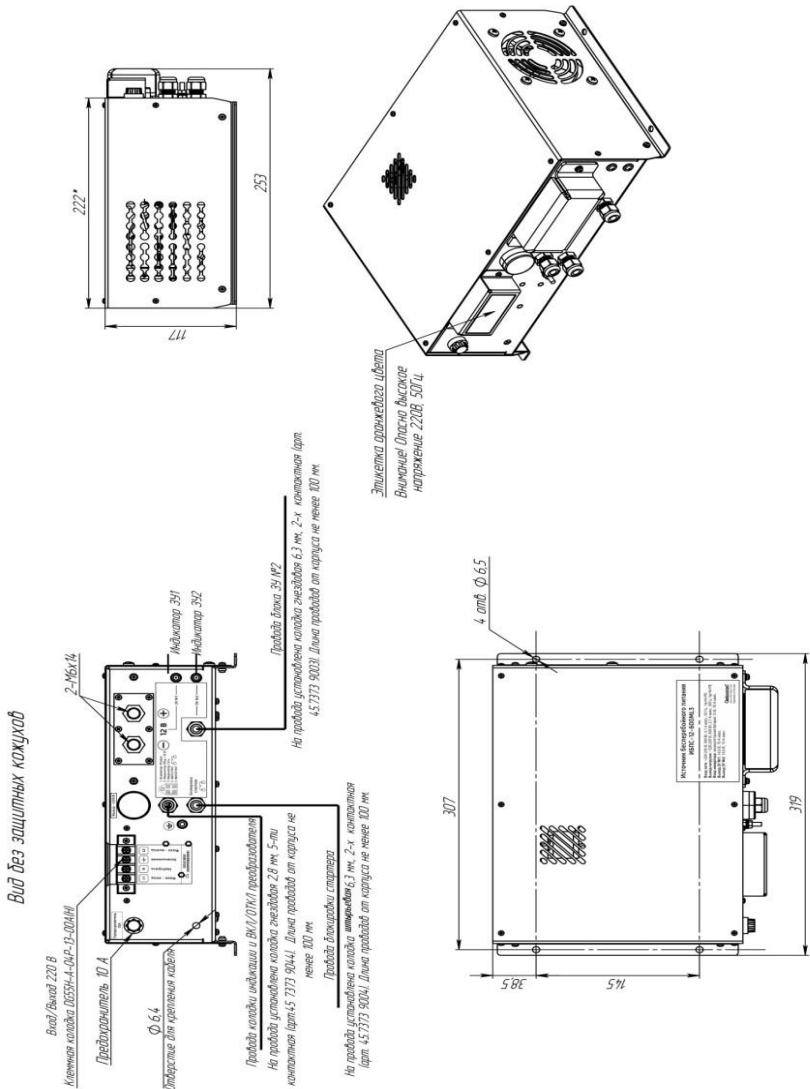 Вид без защитных кожухов
Вход/Выход 220 В
Клеммная колодка DG55H-A-04P-13-00A(H)
Предохранитель 10 А
2-М6х14
Ф 6,4
Отверстие для крепления кабеля
Провода колодки индикации и ВКЛ/ОТКЛ преобразователя
На провода установлена колодка гнездовая 2,8 мм, 5-ти
контактная (арт.45 7373 9044). Длина проводов от корпуса не
менее 100 мм.
Провода блокировки стартера
На провода установлена колодка штыревая 6,3 мм, 2-х контактная
(арт. 45.7373 9004). Длина проводов от корпуса не менее 100 мм.
Индикатор ЗУ1
Индикатор ЗУ2
Провода блока ЗУ №2
На провода установлена колодка гнездовая 6,3 мм, 2-х контактная (арт.
45.7373 9003). Длина проводов от корпуса не менее 100 мм.
12 В
222*
117
253
Этикетка оранжевого цвета
Внимание! Опасно высокое
напряжение 220В, 50Гц.
4 отв. Ф 6,5
307
319
38,5
145
Источник бесперебойного питания
ИБПС-12-600ML3